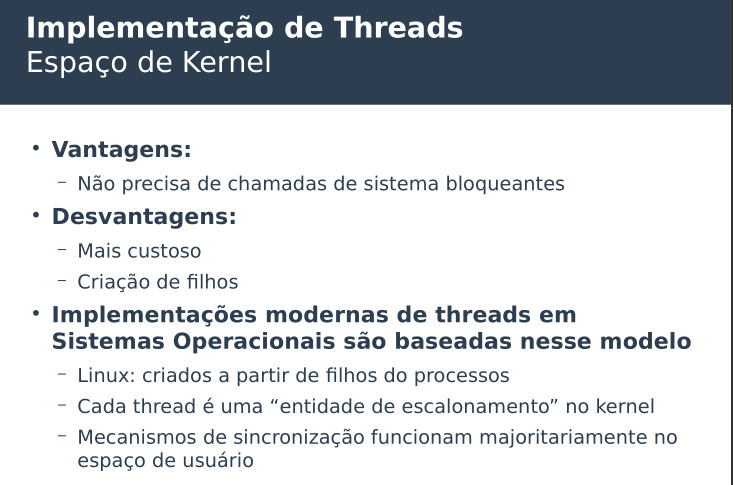 Implementação de Threads
Espaço de Kernel
• Vantagens:
– Não precisa de chamadas de sistema bloqueantes
• Desvantagens:
– Mais custoso
– Criação de filhos
• Implementações modernas de threads em
Sistemas Operacionais são baseadas nesse modelo
– Linux: criados a partir de filhos do processos
– Cada thread é uma “entidade de escalonamento” no kernel
– Mecanismos de sincronização funcionam majoritariamente no
espaço de usuário